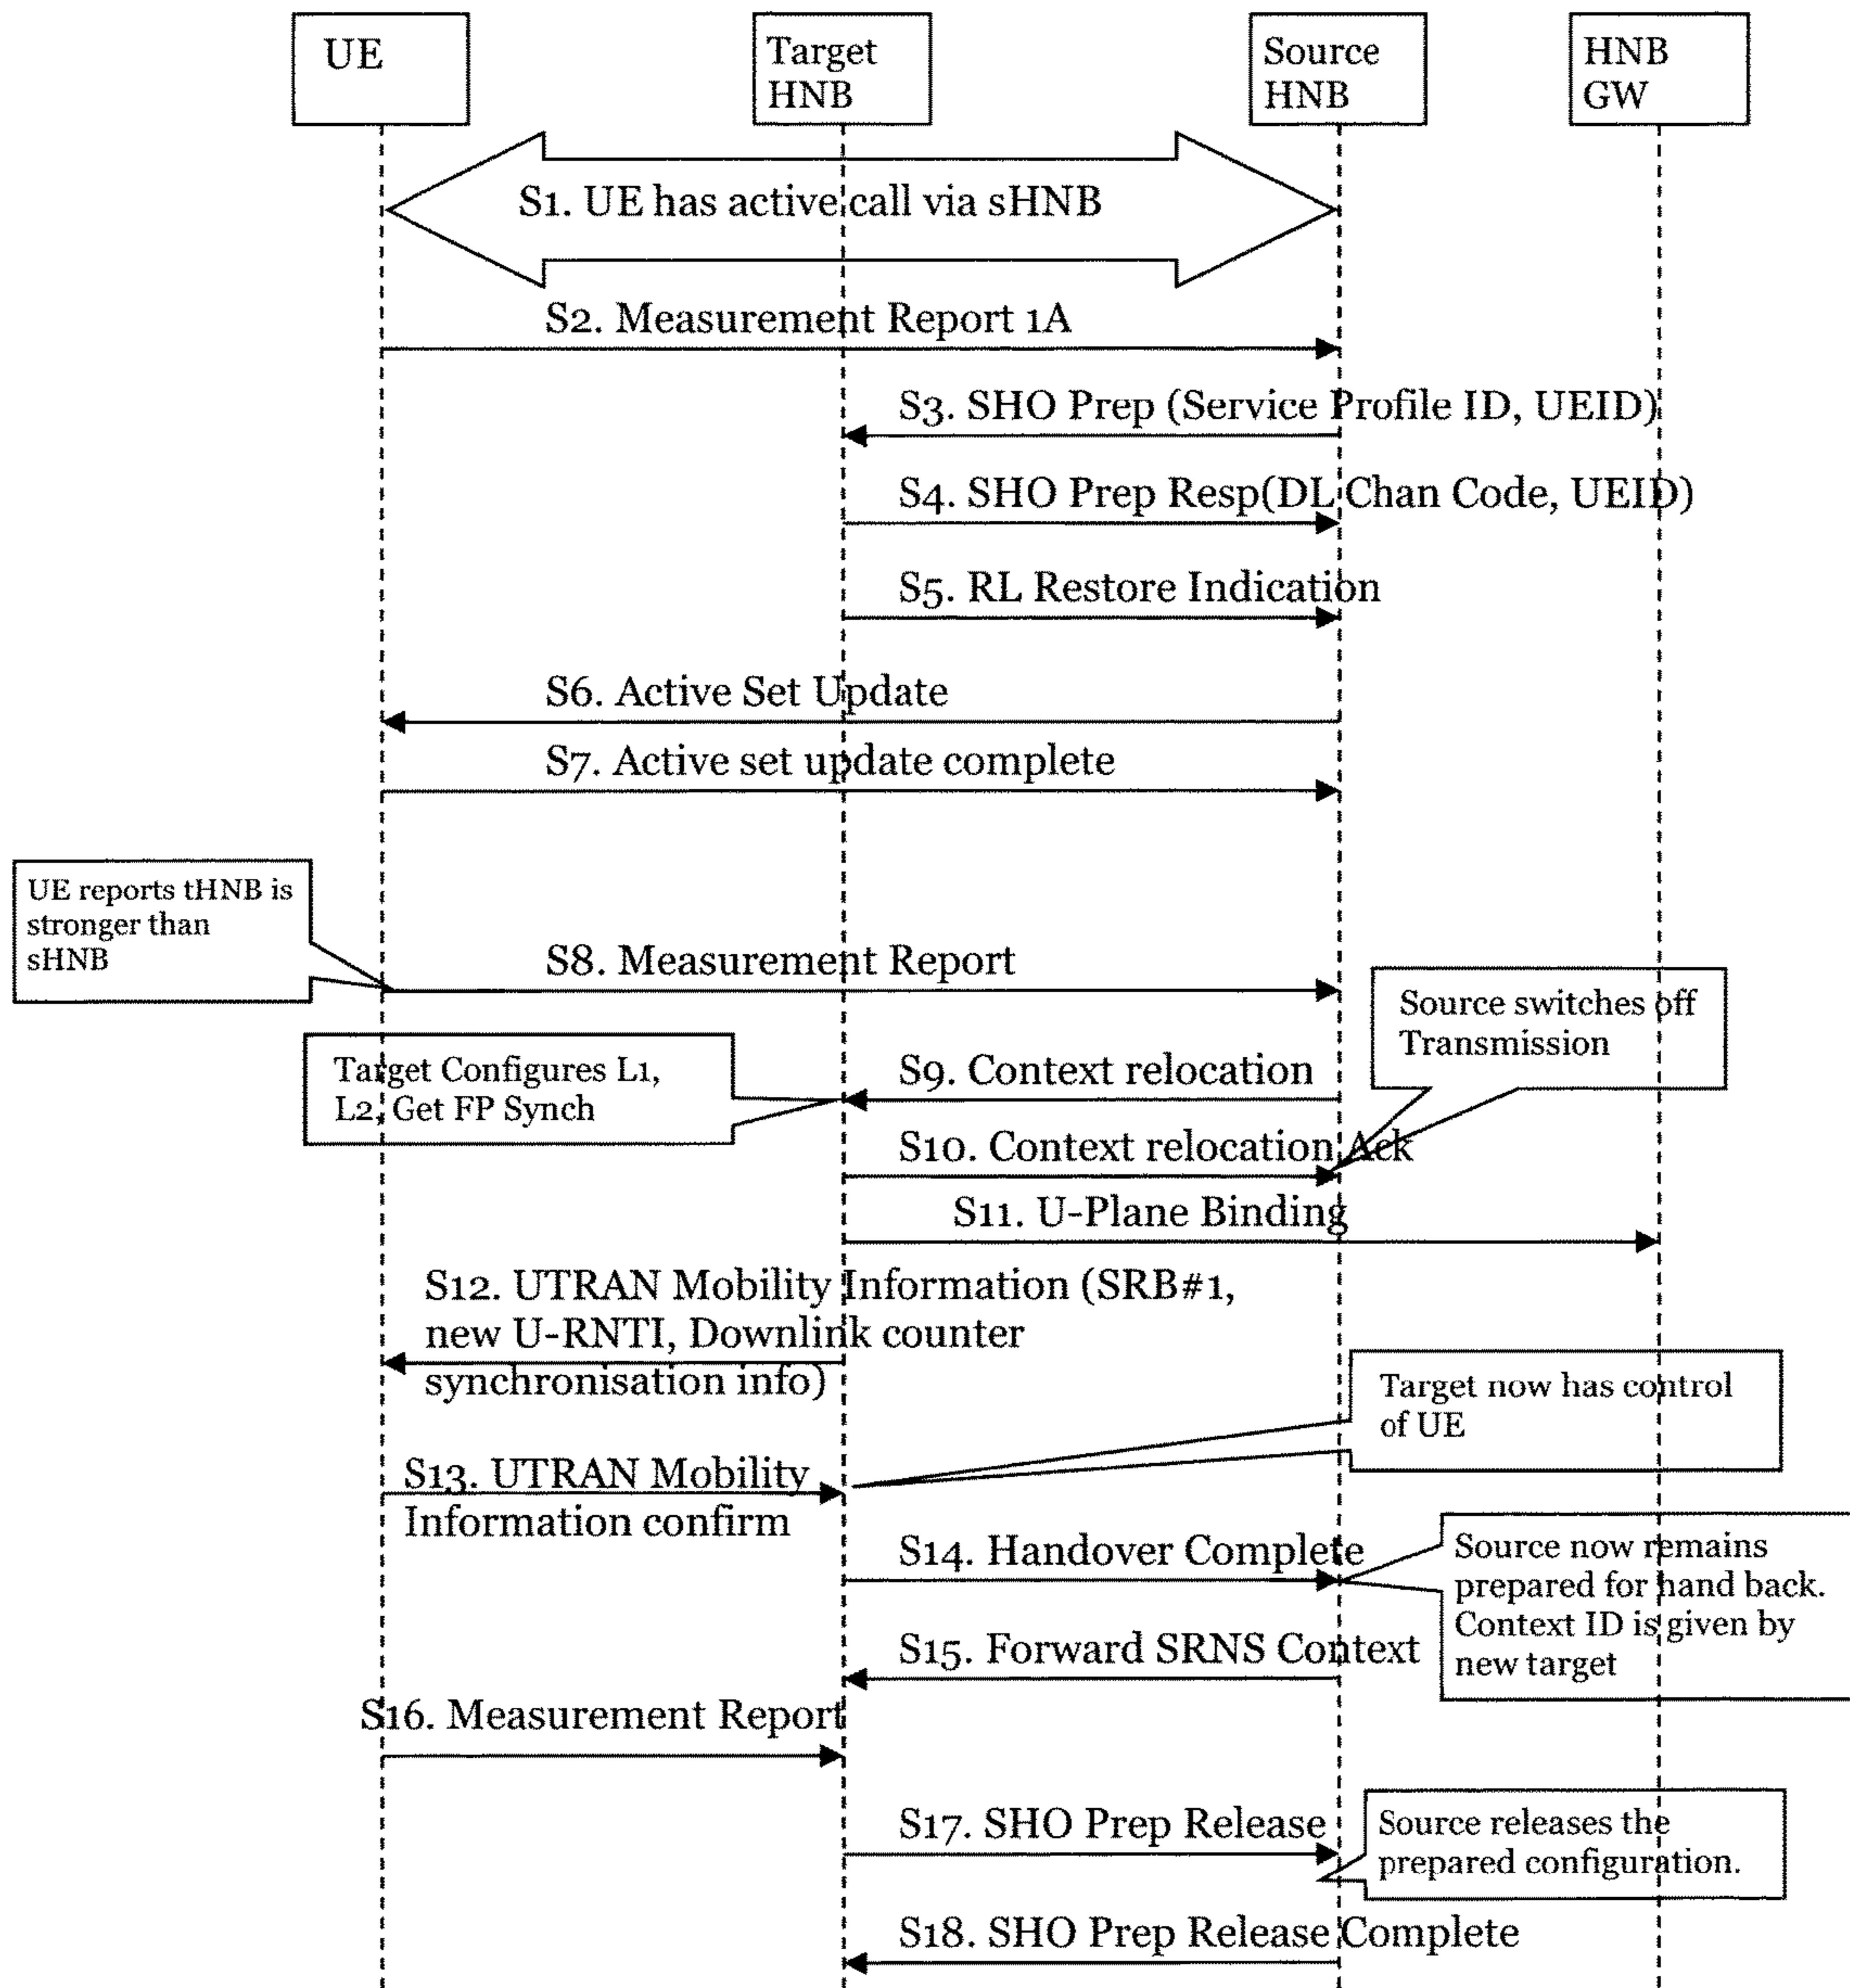 UE
Target
HNB
Source
HNB
HNB
GW
S1. UE has active call via sHNB
S2. Measurement Report 1A
S3. SHO Prep (Service Profile ID, UEID)
S4. SHO Prep Resp(DL Chan Code, UEID)
S5. RL Restore Indication
S6. Active Set Update
S7. Active set update complete
UE reports tHNB is
stronger than
sHNB
S8. Measurement Report
Source switches off
Transmission
Target Configures L1,
L2, Get FP Synch
S9. Context relocation
S10. Context relocation Ack
S11. U-Plane Binding
S12. UTRAN Mobility Information (SRB#1,
new U-RNTI, Downlink counter
synchronisation info)
Target now has control
of UE
S13. UTRAN Mobility
Information confirm
S14. Handover Complete
Source now remains
prepared for hand back.
Context ID is given by
new target
S15. Forward SRNS Context
S16. Measurement Report
S17. SHO Prep Release
Source releases the
prepared configuration.
S18. SHO Prep Release Complete